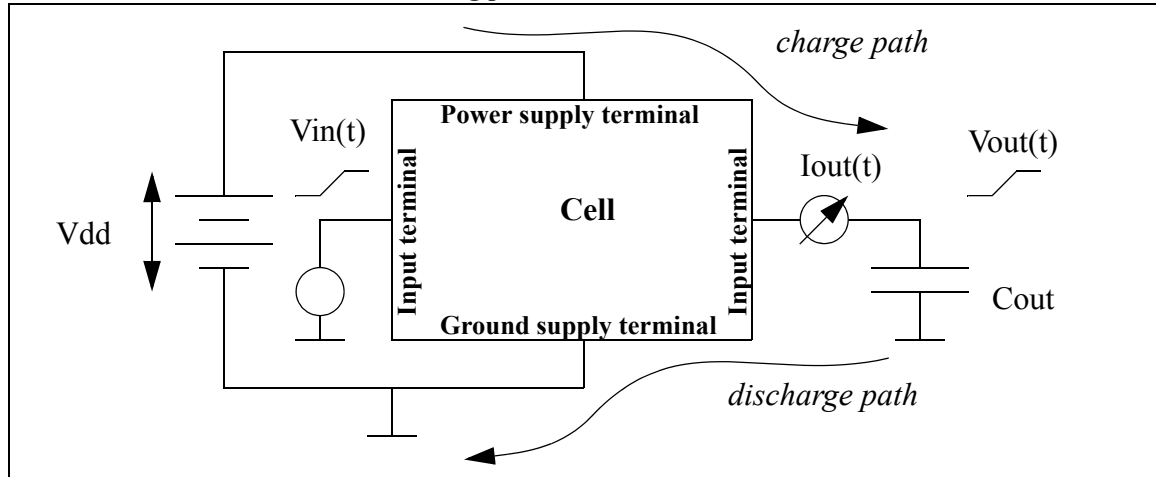 charge path
Power supply terminal
Vin(t)
Vout(t)
Iout(t)
Input terminal
Cell
Input terminal
Vdd
Cout
Ground supply terminal
discharge path